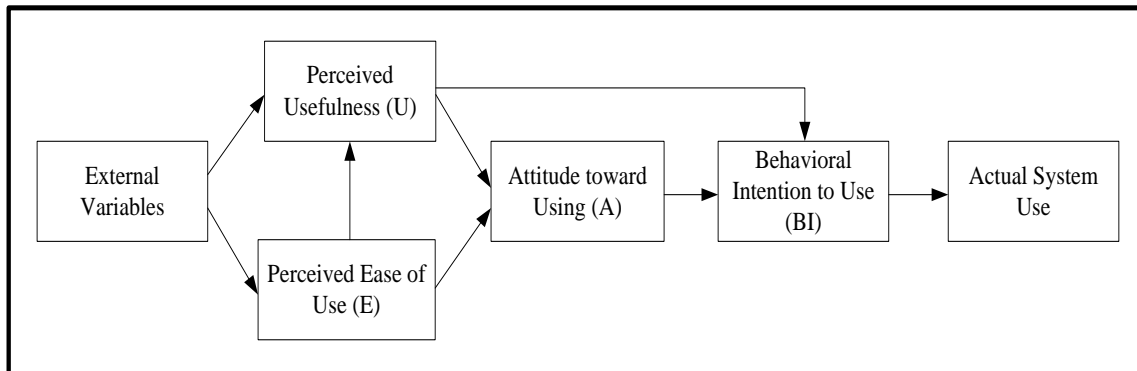 External
Variables
Perceived
Usefulness (U)
Perceived Ease of
Use (E)
Attitude toward
Using (A)
Behavioral
Intention to Use
(BI)
Actual System
Use